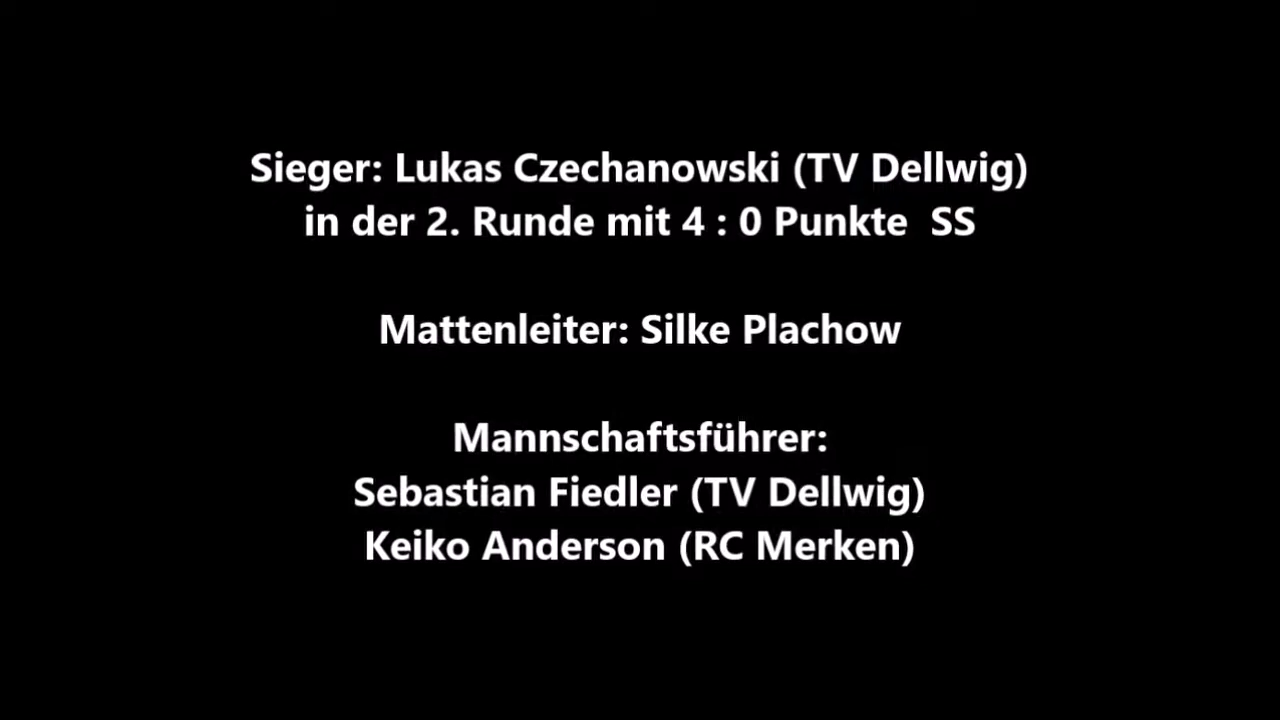 Sieger: Lukas Czechanowski (TV Dellwig)
in der 2. Runde mit 4 : 0 Punkte  SS
Mattenleiter: Silke Plachow
Mannschaftsführer:
Sebastian Fiedler (TV Dellwig)
Keiko Anderson (RC Merken)